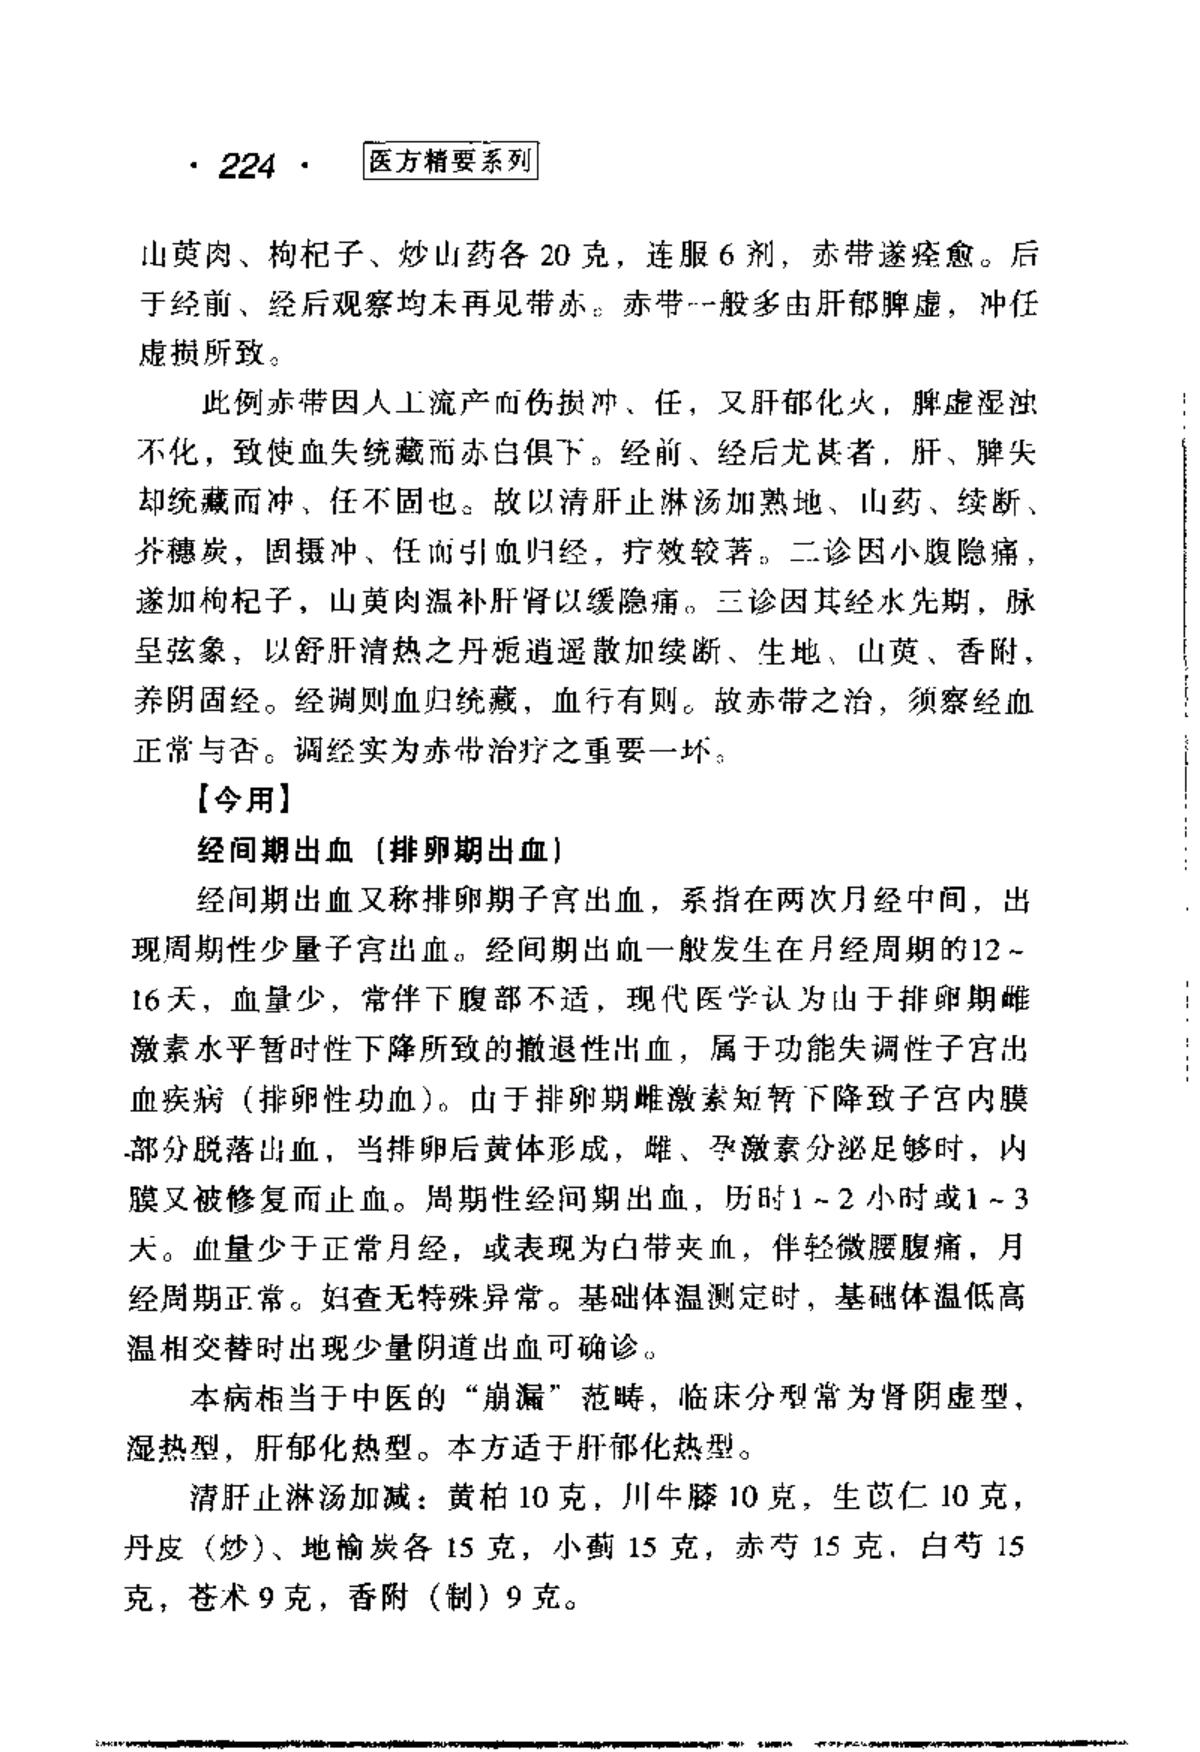 · 224 · 医方精要系列
山萸肉、枸杞子、炒山药各 20 克，连服 6 剂，赤带遂痊愈。后
于经前、经后观察均未再见带赤。赤带一般多由肝郁脾虚，冲任
虚损所致。
此例赤带因人工流产而伤损冲、任，又肝郁化火，脾虚湿浊
不化，致使血失统藏而赤白俱下。经前、经后尤甚者，肝、脾失
却统藏而冲、任不固也。故以清肝止淋汤加熟地、山药、续断、
芥穗炭，固摄冲、任而引血归经，疗效较著。二诊因小腹隐痛，
遂加枸杞子，山萸肉温补肝肾以缓隐痛。三诊因其经水先期，脉
呈弦象，以舒肝清热之丹栀逍遥散加续断、生地、山萸、香附，
养阴固经。经调则血归统藏，血行有则。故赤带之治，须察经血
正常与否。调经实为赤带治疗之重要一环。
【今用】
经间期出血（排卵期出血）
经间期出血又称排卵期子宫出血，系指在两次月经中间，出
现周期性少量子宫出血。经间期出血一般发生在月经周期的12～
16天，血量少，常伴下腹部不适，现代医学认为由于排卵期雌
激素水平暂时性下降所致的撤退性出血，属于功能失调性子宫出
血疾病（排卵性功血）。由于排卵期雌激素短暂下降致子宫内膜
部分脱落出血，当排卵后黄体形成，雌、孕激素分泌足够时，内
膜又被修复而止血。周期性经间期出血，历时1～2 小时或1～3
天。血量少于正常月经，或表现为白带夹血，伴轻微腰腹痛，月
经周期正常。妇查无特殊异常。基础体温测定时，基础体温低高
温相交替时出现少量阴道出血可确诊。
本病相当于中医的“崩漏”范畴，临床分型常为肾阴虚型，
湿热型，肝郁化热型。本方适于肝郁化热型。
清肝止淋汤加减：黄柏 10 克，川牛膝 10 克，生苡仁 10 克，
丹皮（炒）、地榆炭各 15 克，小蓟 15 克，赤芍 15 克，白芍 15
克，苍术 9 克，香附（制）9 克。